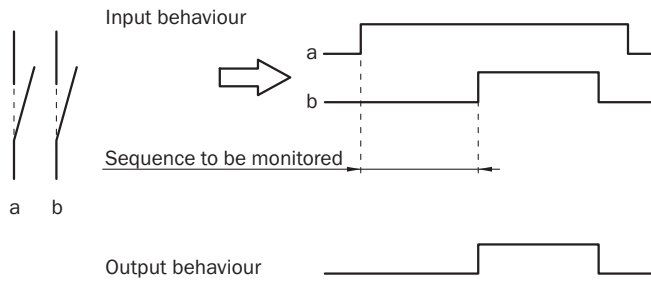 Input behaviour
a
b
Sequence to be monitored
a b
Output behaviour